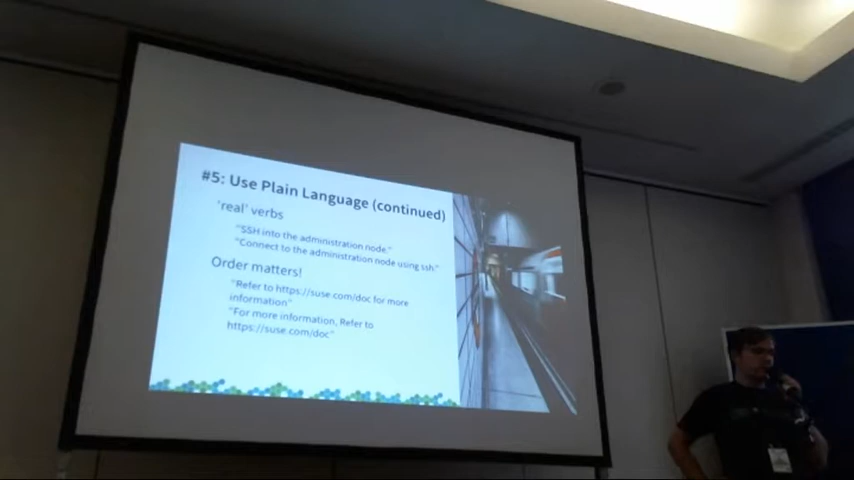 #5: Use Plain Language (continued)
'real' verbs
"SSH into the administration node."
"Connect to the administration node using ssh."
Order matters!
"Refer to https://suse.com/doc for more
information"
"For more information, Refer to
https://suse.com/doc"